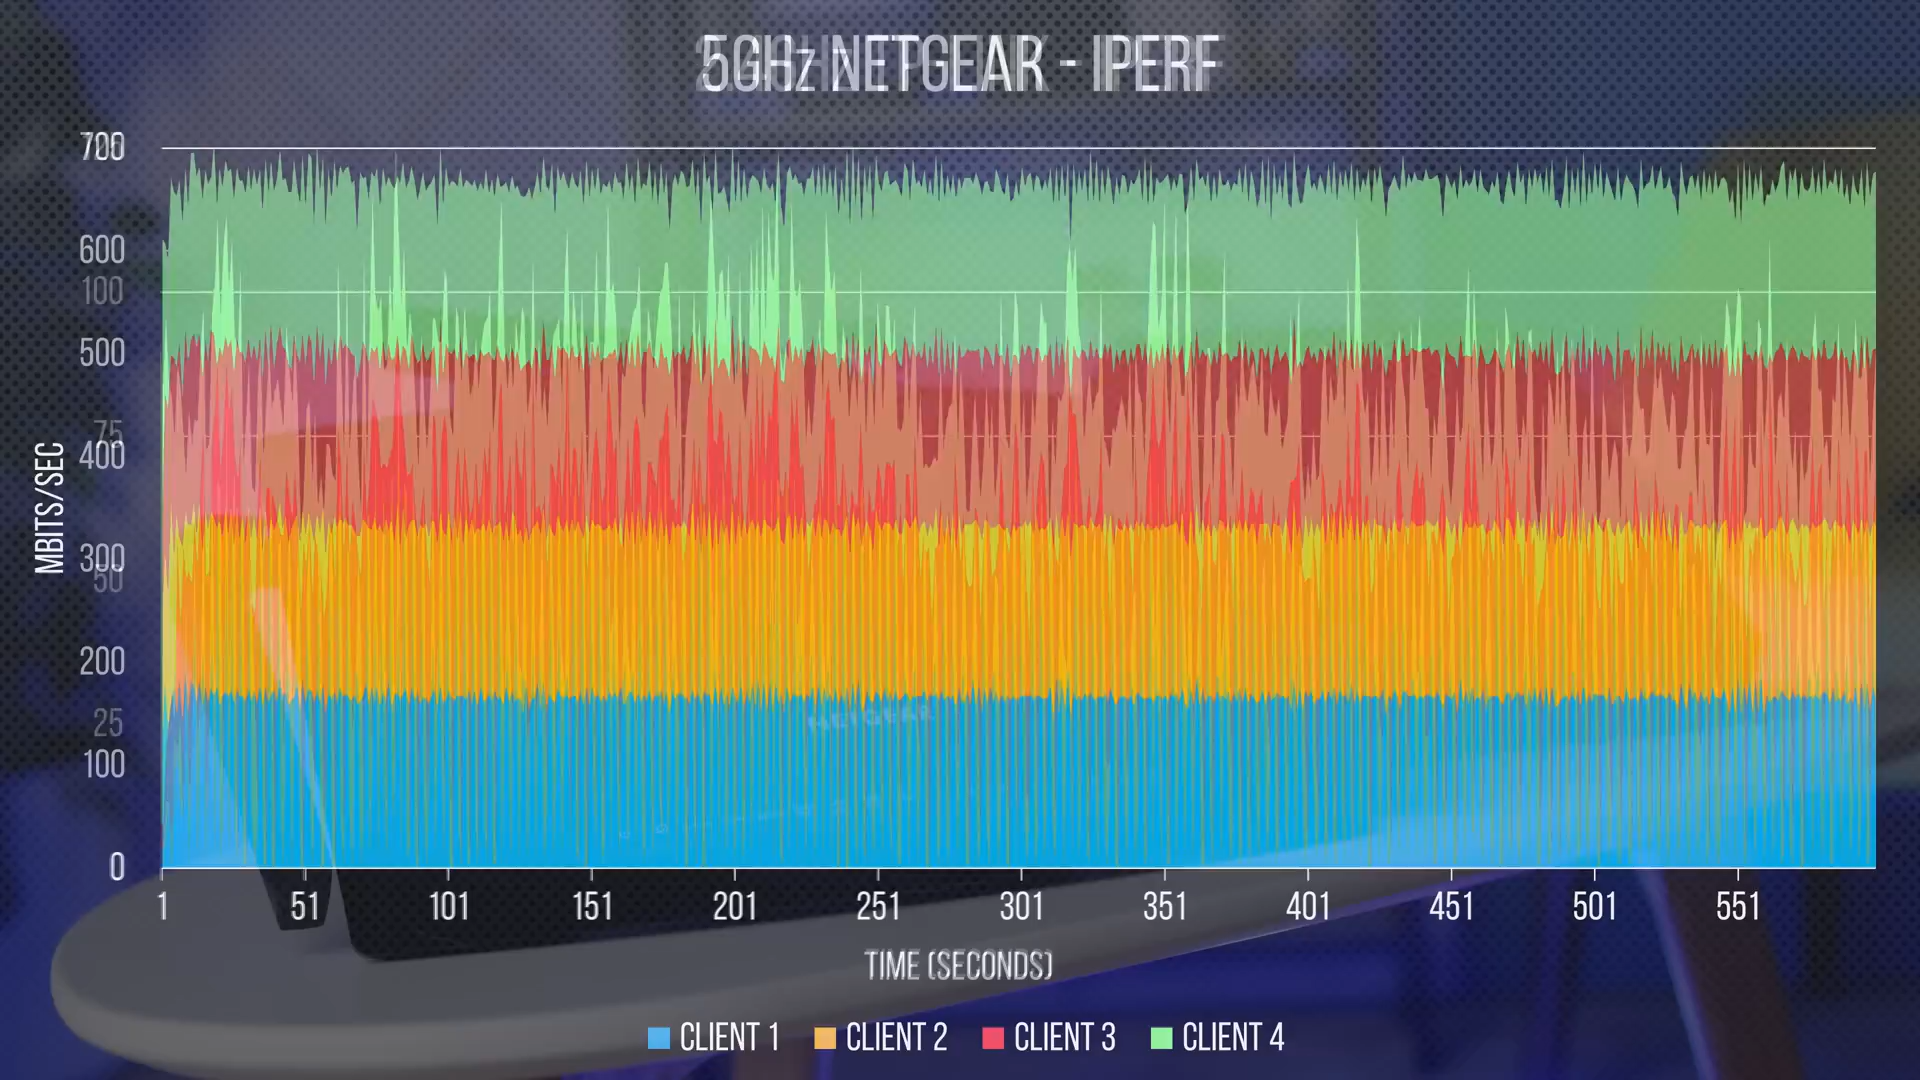 5GHz NETGEAR - IPERF
700
600
100
500
75
400
300
50
200
25
100
0
MBITS/SEC
1 51 101 151 201 251 301 351 401 451 501 551
TIME (SECONDS)
NETGEAR
CLIENT 1 CLIENT 2 CLIENT 3 CLIENT 4